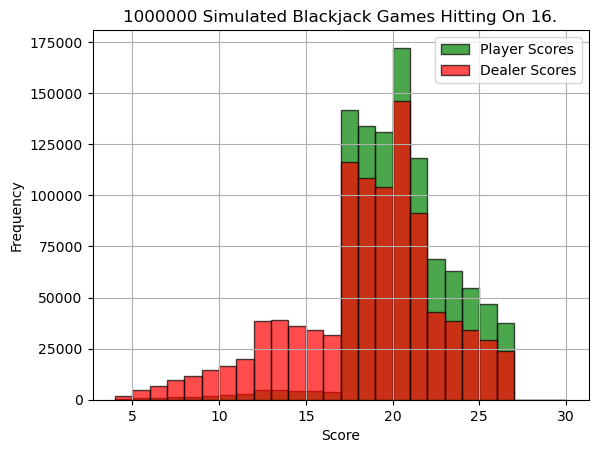 1000000 Simulated Blackjack Games Hitting On 16.
Player Scores
Dealer Scores
175000
150000
125000
100000
75000
50000
25000
0
Frequency
5 10 15 20 25 30
Score